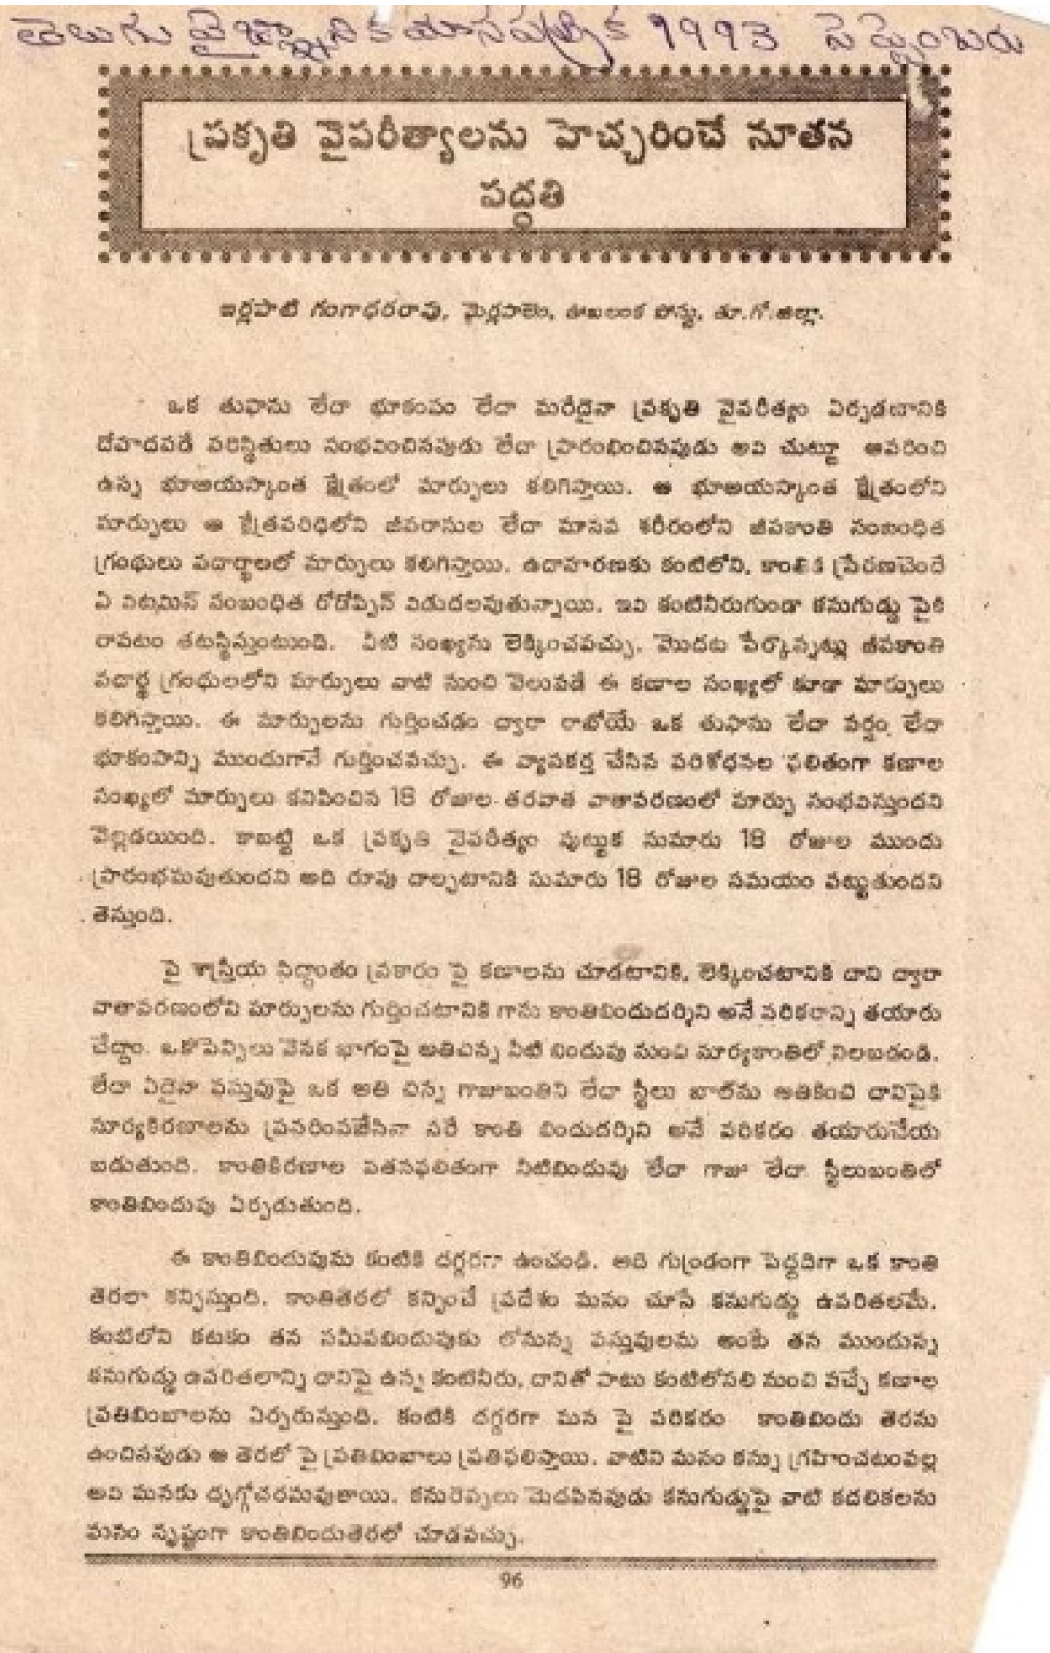 తెలుగు వైజ్ఞానిక మాసపత్రిక 1993 సెప్టెంబరు
ప్రకృతి వైపరీత్యాలను హెచ్చరించే నూతన
పద్ధతి
ఇర్లపాటి గంగాధరరావు, మెర్లపాలెం, ఊబలంక పోస్టు, తూ.గో.జిల్లా.
ఒక తుఫాను లేదా భూకంపం లేదా మరేదైనా ప్రకృతి వైపరీత్యం ఏర్పడటానికి
దోహదపడే పరిస్థితులు సంభవించినపుడు లేదా ప్రారంభించినపుడు అవి చుట్టూ ఆవరించి
ఉన్న భూఅయస్కాంత క్షేత్రంలో మార్పులు కలిగిస్తాయి. ఆ భూఅయస్కాంత క్షేత్రంలోని
మార్పులు ఆ క్షేత్రపరిధిలోని జీవరాసుల లేదా మానవ శరీరంలోని జీవకాంతి సంబంధిత
గ్రంథులు పదార్థాలలో మార్పులు కలిగిస్తాయి. ఉదాహరణకు కంటిలోని, కాంతికి ప్రేరణచెందే
ఏ విటమిన్ సంబంధిత రోడోప్సిన్ విడుదలవుతున్నాయి. ఇవి కంటినీరుగుండా కనుగుడ్డు పైకి
రావటం తటస్థిస్తుంటుంది. వీటి సంఖ్యను లెక్కించవచ్చు. మొదట పేర్కొన్నట్లు జీవకాంతి
పదార్థ గ్రంథులలోని మార్పులు వాటి నుంచి వెలువడే ఈ కణాల సంఖ్యలో కూడా మార్పులు
కలిగిస్తాయి. ఈ మార్పులను గుర్తించడం ద్వారా రాబోయే ఒక తుఫాను లేదా వర్షం లేదా
భూకంపాన్ని ముందుగానే గుర్తించవచ్చు. ఈ వ్యాసకర్త చేసిన పరిశోధనల ఫలితంగా కణాల
సంఖ్యలో మార్పులు కనిపించిన 18 రోజుల తరవాత వాతావరణంలో మార్పు సంభవిస్తుందని
వెల్లడయింది. కాబట్టి ఒక ప్రకృతి వైపరీత్యం పుట్టుక సుమారు 18 రోజుల ముందు
ప్రారంభమవుతుందని అది రూపు దాల్చటానికి సుమారు 18 రోజుల సమయం పట్టుతుందని
తెస్తుంది.
పై శాస్త్రీయ సిద్ధాంతం ప్రకారం పై కణాలను చూడటానికి, లెక్కించటానికి దాని ద్వారా
వాతావరణంలోని మార్పులను గుర్తించటానికి గాను కాంతిబిందుదర్శిని అనే పరికరాన్ని తయారు
చేద్దాం. ఒకపెన్సిలు వెనక భాగంపై అతిచిన్న నీటి బిందువు నుంచి సూర్యకాంతిలో నిలబడండి.
లేదా ఏదైనా వస్తువుపై ఒక అతి చిన్న గాజుబంతిని లేదా స్టీలు బాల్‌ను అతికించి దానిపైకి
సూర్యకిరణాలను ప్రసరింపజేసినా సరే కాంతి బిందుదర్శిని అనే పరికరం తయారుచేయ
బడుతుంది. కాంతికిరణాల పతనఫలితంగా నీటిబిందువు లేదా గాజు లేదా స్టీలుబంతిలో
కాంతిబిందువు ఏర్పడుతుంది.
ఈ కాంతిబిందువును కంటికి దగ్గరగా ఉంచండి. అది గుండ్రంగా పెద్దదిగా ఒక కాంతి
తెరలా కన్పిస్తుంది. కాంతితెరలో కన్పించే ప్రదేశం మనం చూసే కనుగుడ్డు ఉపరితలమే.
కంటిలోని కటకం తన సమీపబిందువుకు లోనున్న వస్తువులను అంటే తన ముందున్న
కనుగుడ్డు ఉపరితలాన్ని దానిపై ఉన్న కంటినీరు, దానితో పాటు కంటిలోపలి నుంచి వచ్చే కణాల
ప్రతిబింబాలను ఏర్పరుస్తుంది. కంటికి దగ్గరగా మన పై పరికరం కాంతిబిందు తెరను
ఉంచినపుడు ఆ తెరలో పై ప్రతిబింబాలు ప్రతిఫలిస్తాయి. వాటిని మనం కన్ను గ్రహించటంవల్ల
అవి మనకు దృగ్గోచరమవుతాయి. కనురెప్పలు మెదపినపుడు కనుగుడ్డుపై వాటి కదలికలను
మనం స్పష్టంగా కాంతిబిందుతెరలో చూడవచ్చు.
96